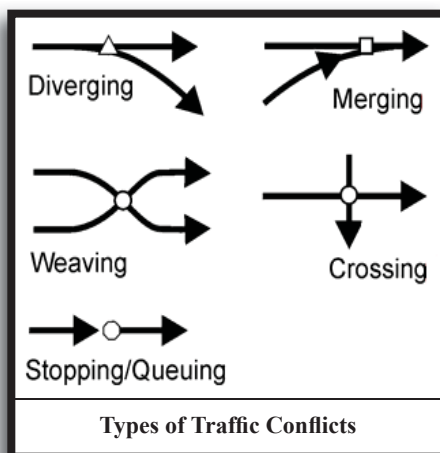 Diverging
Merging
Weaving
Crossing
Stopping/Queuing
Types of Traffic Conflicts